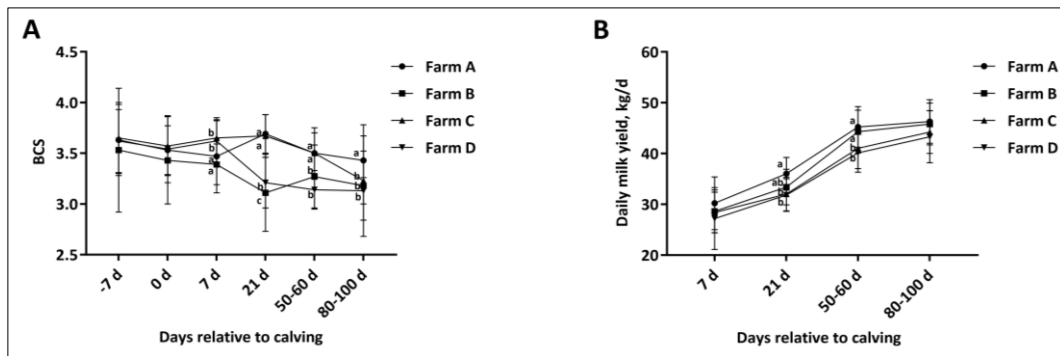 A
4.5
4.0
3.5
3.0
2.5
BCS
Farm A
Farm B
Farm C
Farm D
b
b
a
a
a
a
b
c
a
b
b
a
b
b
-7 d
0 d
7 d
21 d
50-60 d
80-100 d
Days relative to calving
B
60
50
40
30
20
Daily milk yield, kg/d
Farm A
Farm B
Farm C
Farm D
a
ab
b
b
a
a
b
b
7 d
21 d
50-60 d
80-100 d
Days relative to calving